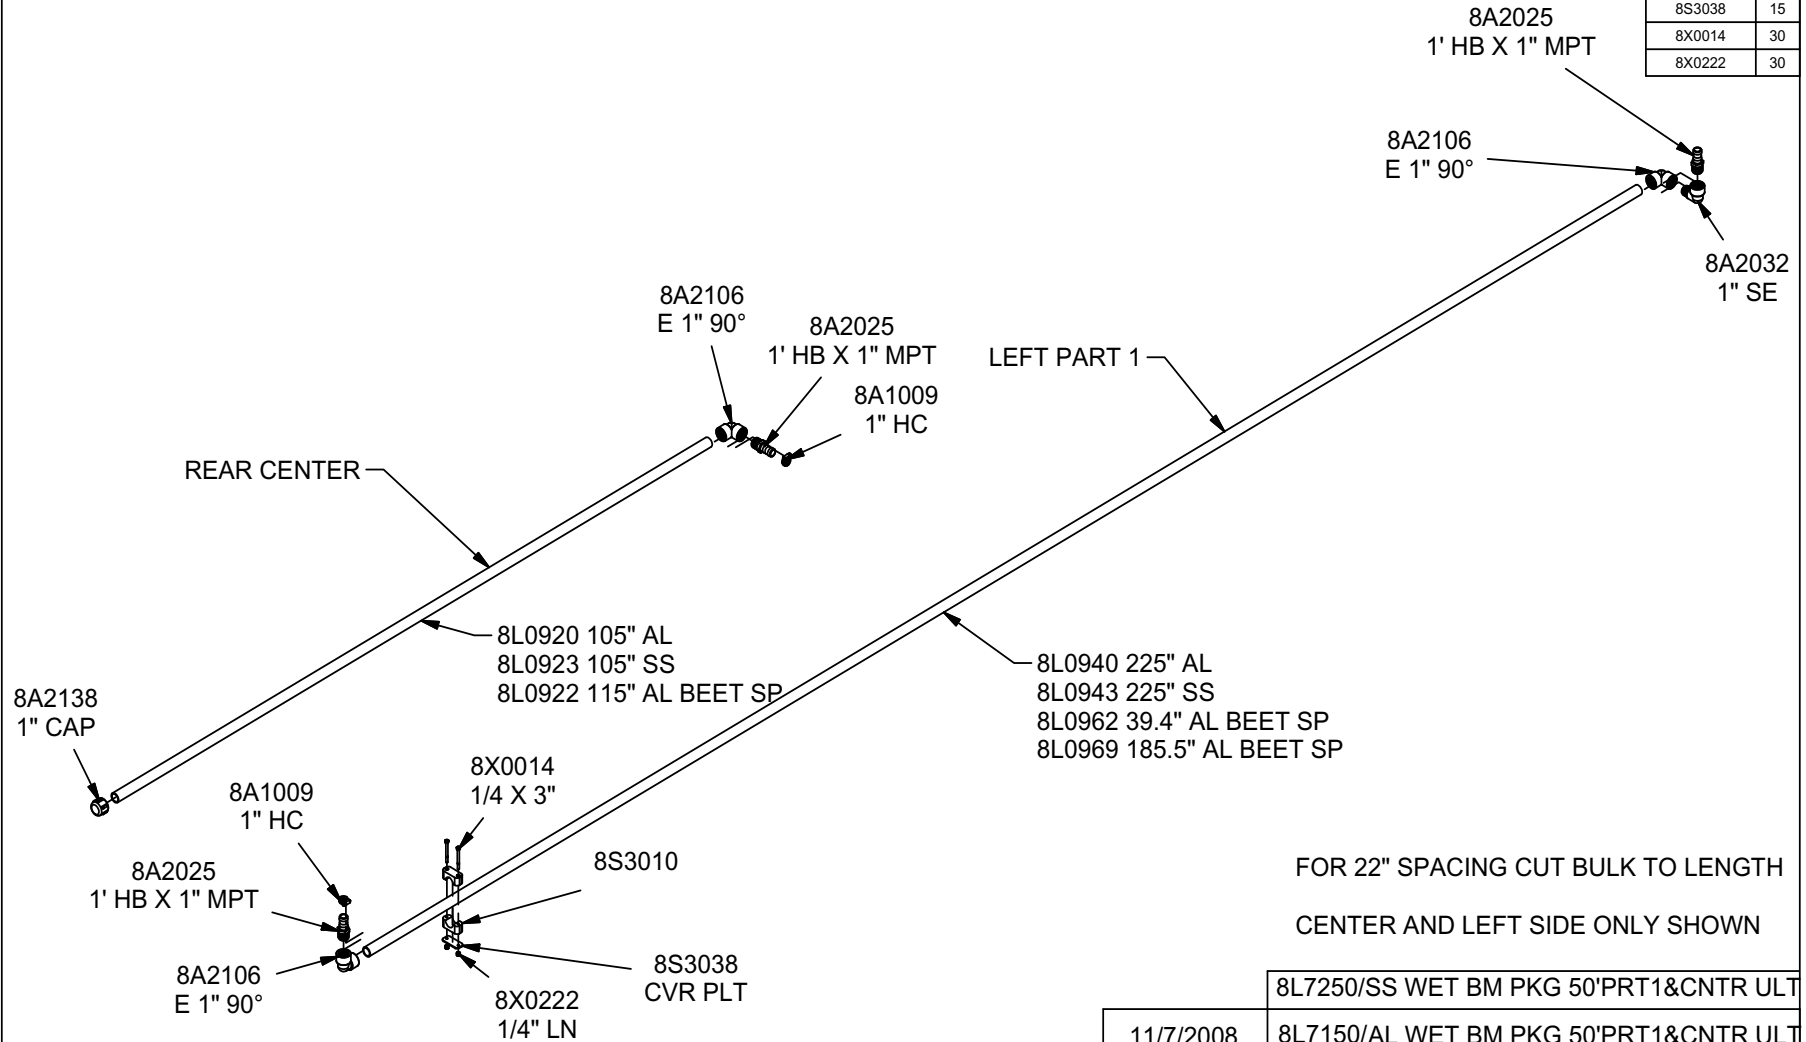 8S3038 15
8X0014 30
8X0222 30
8A2025
1' HB X 1" MPT
8A2106
E 1" 90°
8A2032
1" SE
8A2106
E 1" 90°
8A2025
1' HB X 1" MPT
8A1009
1" HC
LEFT PART 1
REAR CENTER
8L0920 105" AL
8L0923 105" SS
8L0922 115" AL BEET SP
8L0940 225" AL
8L0943 225" SS
8L0962 39.4" AL BEET SP
8L0969 185.5" AL BEET SP
8A2138
1" CAP
8A1009
1" HC
8X0014
1/4 X 3"
8A2025
1' HB X 1" MPT
8S3010
8A2106
E 1" 90°
8S3038
CVR PLT
8X0222
1/4" LN
FOR 22" SPACING CUT BULK TO LENGTH
CENTER AND LEFT SIDE ONLY SHOWN
8L7250/SS WET BM PKG 50'PRT1&CNTR ULT
11/7/2008 8L7150/AL WET BM PKG 50'PRT1&CNTR ULT